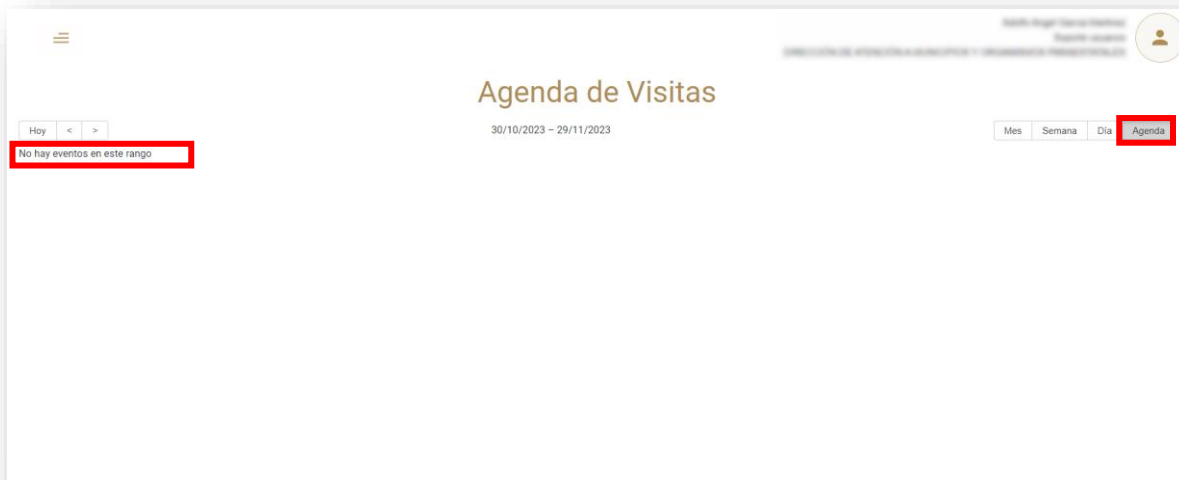 Agenda de Visitas
Hoy < > 30/10/2023 – 29/11/2023 Mes Semana Día Agenda
No hay eventos en este rango